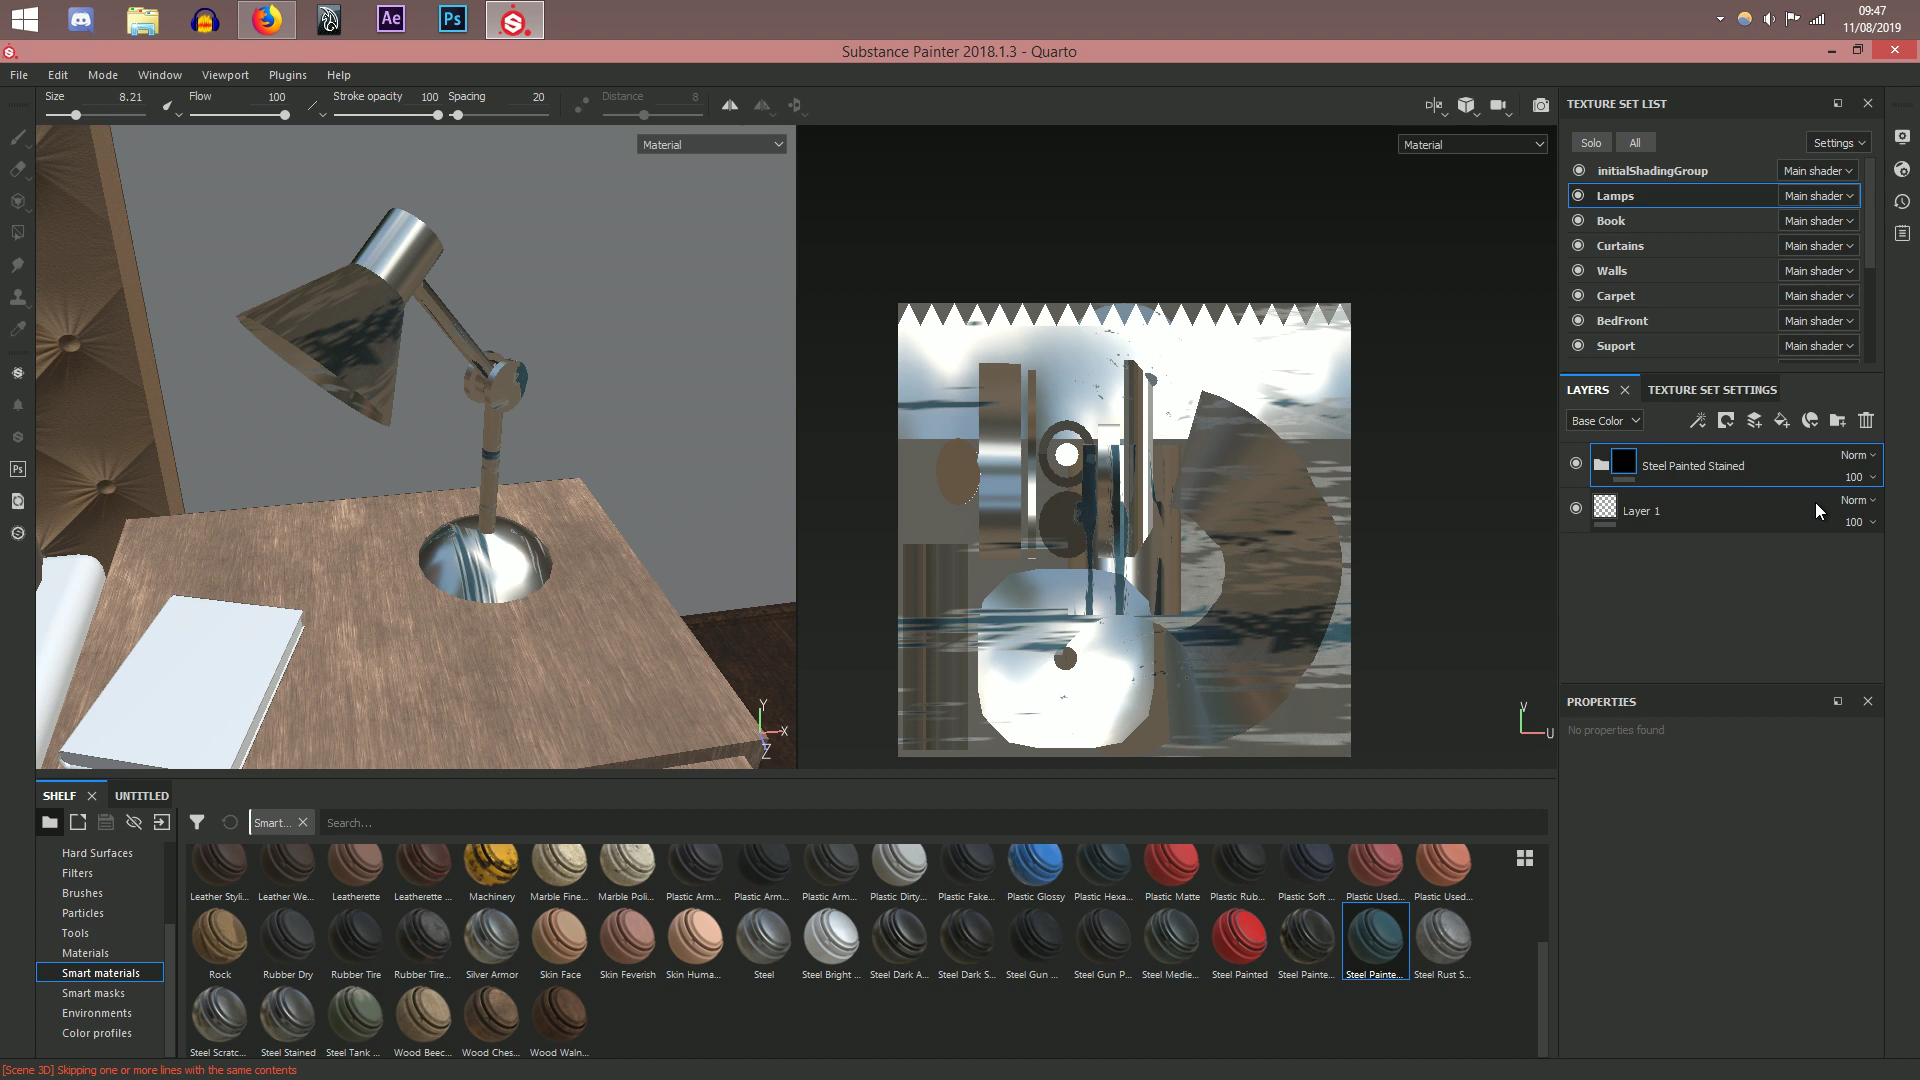 Ae
Ps
09:47
11/08/2019
Substance Painter 2018.1.3 - Quarto
File Edit Mode Window Viewport Plugins Help
Size 8.21 Flow 100 Stroke opacity 100 Spacing 20 Distance 8
Material
Material
Y
X
Z
V
U
TEXTURE SET LIST
Solo All Settings
initialShadingGroup Main shader
Lamps Main shader
Book Main shader
Curtains Main shader
Walls Main shader
Carpet Main shader
BedFront Main shader
Suport Main shader
LAYERS TEXTURE SET SETTINGS
Base Color
Steel Painted Stained Norm 100
Layer 1 Norm 100
PROPERTIES
No properties found
Ps
SHELF UNTITLED
Smart... Search...
Hard Surfaces
Filters
Brushes
Particles
Tools
Materials
Smart materials
Smart masks
Environments
Color profiles
Leather Styli... Leather We... Leatherette Leatherette ... Machinery Marble Fine... Marble Poli... Plastic Arm... Plastic Arm... Plastic Arm... Plastic Dirty... Plastic Fake... Plastic Glossy Plastic Hexa... Plastic Matte Plastic Rub... Plastic Soft ... Plastic Used... Plastic Used...
Rock Rubber Dry Rubber Tire Rubber Tire... Silver Armor Skin Face Skin Feverish Skin Huma... Steel Steel Bright ... Steel Dark A... Steel Dark S... Steel Gun ... Steel Gun P... Steel Medie... Steel Painted Steel Painte... Steel Painte... Steel Rust S...
Steel Scratc... Steel Stained Steel Tank ... Wood Beec... Wood Ches... Wood Waln...
[Scene 3D] Skipping one or more lines with the same contents